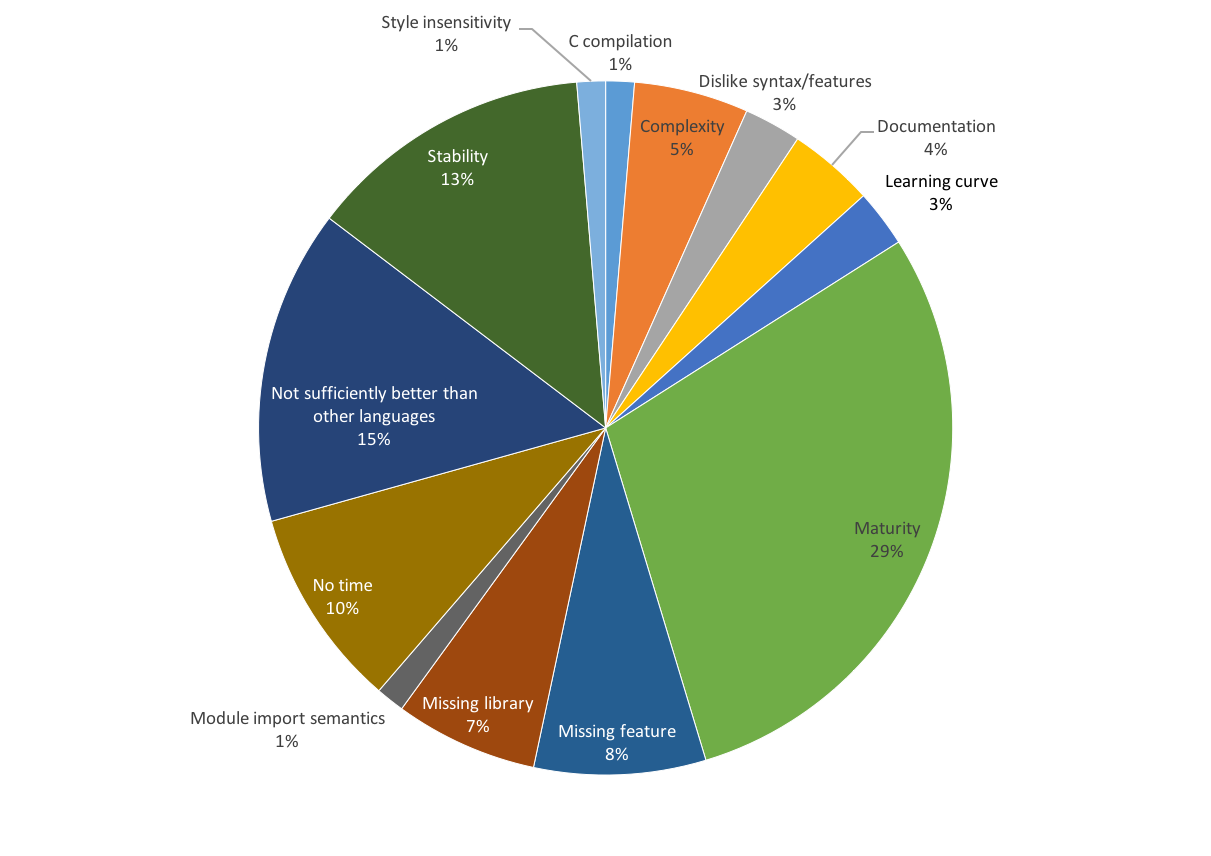 Style insensitivity
1%
C compilation
1%
Dislike syntax/features
3%
Complexity
5%
Documentation
4%
Learning curve
3%
Stability
13%
Not sufficiently better than
other languages
15%
Maturity
29%
No time
10%
Missing library
7%
Module import semantics
1%
Missing feature
8%